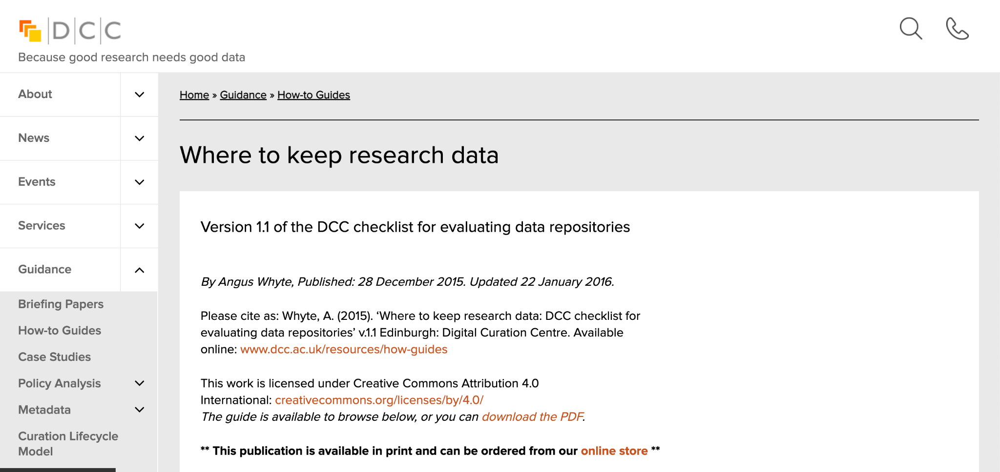 D|C|C
Because good research needs good data
About
News
Events
Services
Guidance
Briefing Papers
How-to Guides
Case Studies
Policy Analysis
Metadata
Curation Lifecycle
Model
Home » Guidance » How-to Guides
Where to keep research data
Version 1.1 of the DCC checklist for evaluating data repositories
By Angus Whyte, Published: 28 December 2015. Updated 22 January 2016.
Please cite as: Whyte, A. (2015). ‘Where to keep research data: DCC checklist for
evaluating data repositories’ v.1.1 Edinburgh: Digital Curation Centre. Available
online: www.dcc.ac.uk/resources/how-guides
This work is licensed under Creative Commons Attribution 4.0
International: creativecommons.org/licenses/by/4.0/
The guide is available to browse below, or you can download the PDF.
** This publication is available in print and can be ordered from our online store **